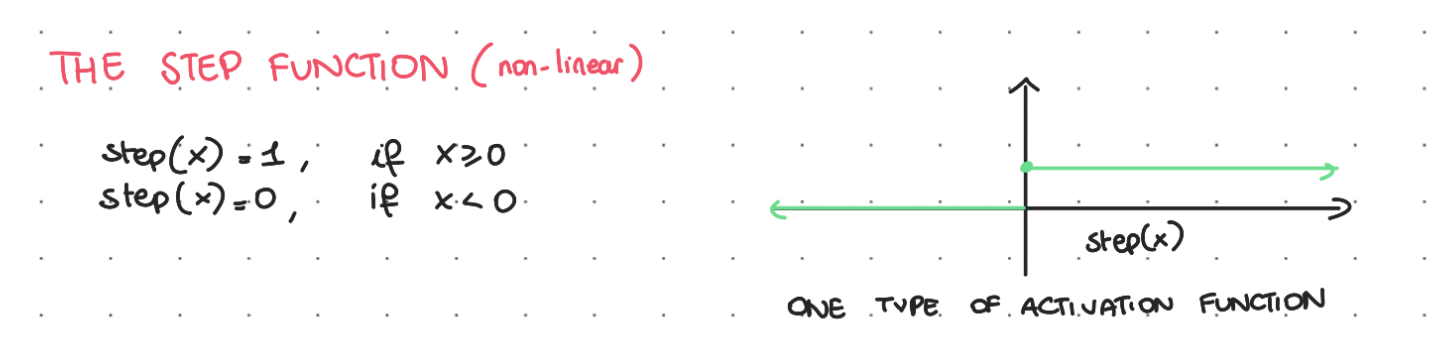 THE STEP FUNCTION (non-linear)
step(x) = 1, if x ≥ 0
step(x) = 0, if x < 0
step(x)
ONE TYPE OF ACTIVATION FUNCTION